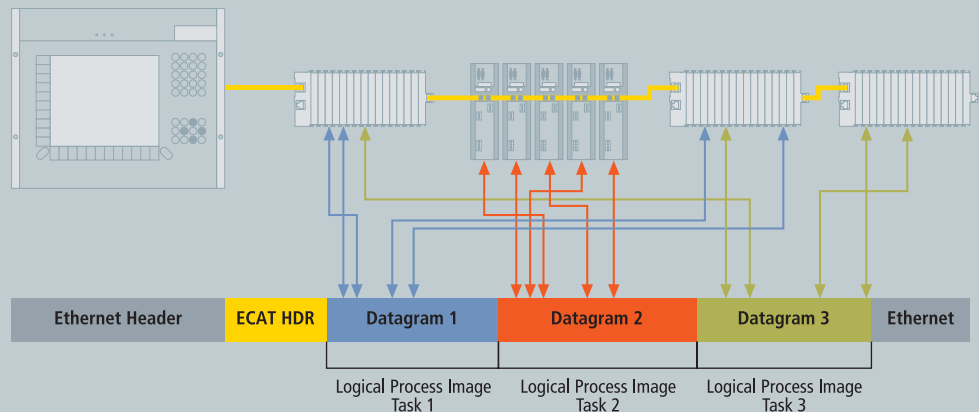 Ethernet Header
ECAT HDR
Datagram 1
Datagram 2
Datagram 3
Ethernet
Logical Process Image
Task 1
Logical Process Image
Task 2
Logical Process Image
Task 3